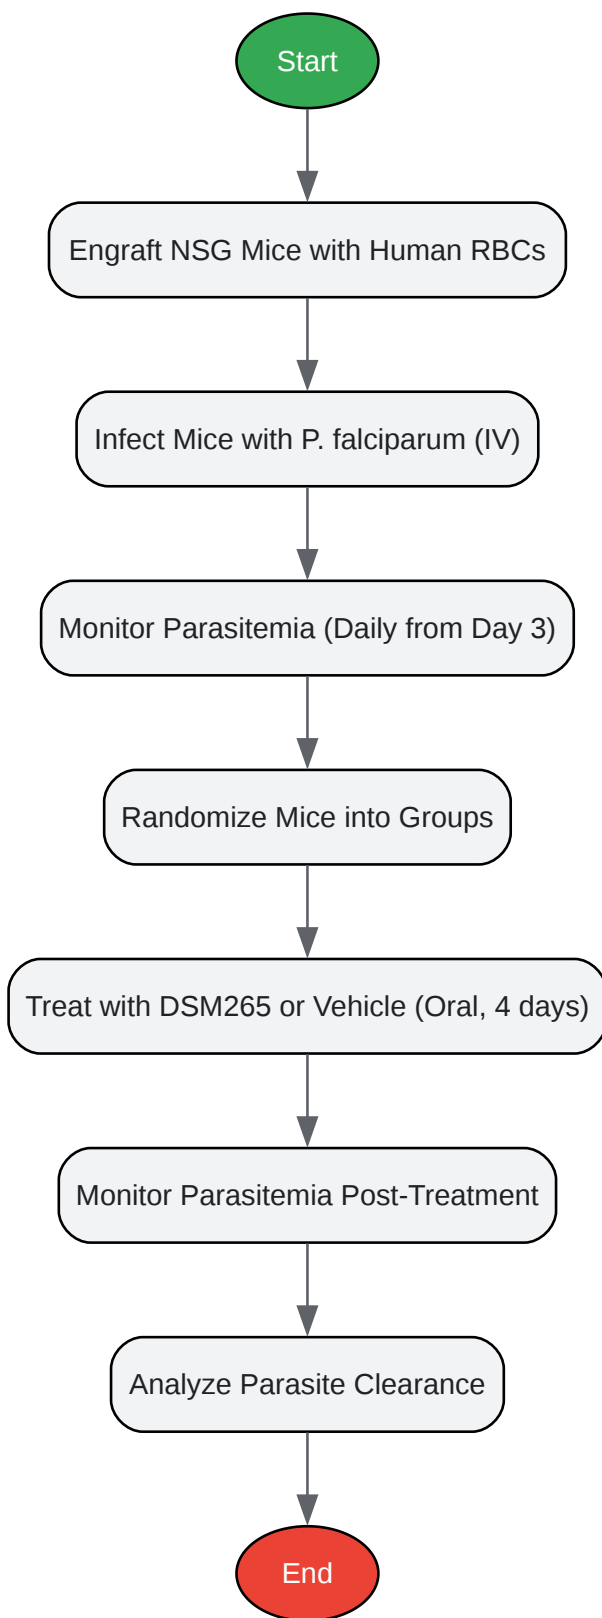 Start
Engraft NSG Mice with Human RBCs
Infect Mice with P. falciparum (IV)
Monitor Parasitemia (Daily from Day 3)
Randomize Mice into Groups
Treat with DSM265 or Vehicle (Oral, 4 days)
Monitor Parasitemia Post-Treatment
Analyze Parasite Clearance
End